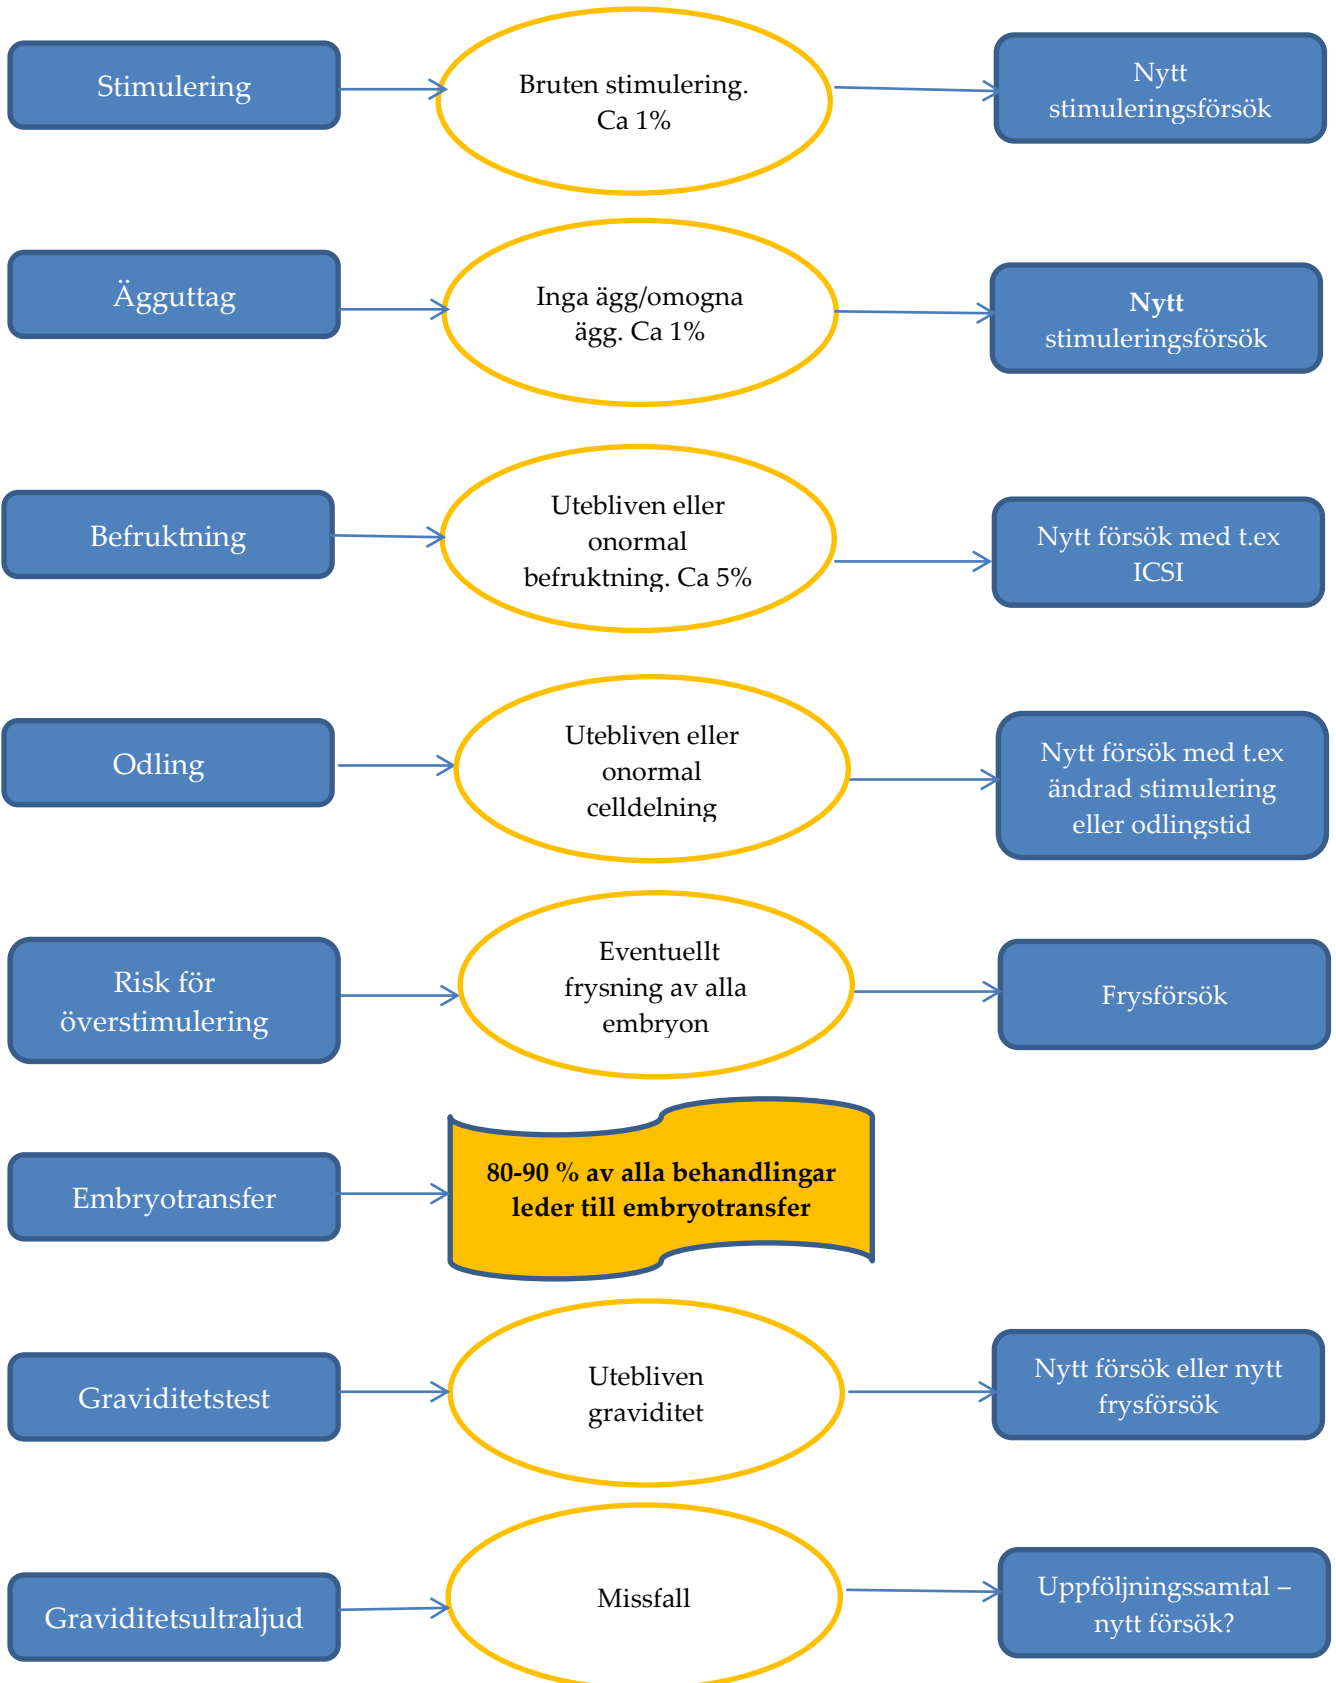 Stimulering
Bruten stimulering.
Ca 1%
Nytt
stimuleringsförsök
Ägguttag
Inga ägg/omogna
ägg. Ca 1%
Nytt
stimuleringsförsök
Befruktning
Utebliven eller
onormal
befruktning. Ca 5%
Nytt försök med t.ex
ICSI
Odling
Utebliven eller
onormal
celldelning
Nytt försök med t.ex
ändrad stimulering
eller odlingstid
Risk för
överstimulering
Eventuellt
frysning av alla
embryon
Frysförsök
Embryotransfer
80-90 % av alla behandlingar
leder till embryotransfer
Graviditetstest
Utebliven
graviditet
Nytt försök eller nytt
frysförsök
Graviditetsultraljud
Missfall
Uppföljningssamtal –
nytt försök?